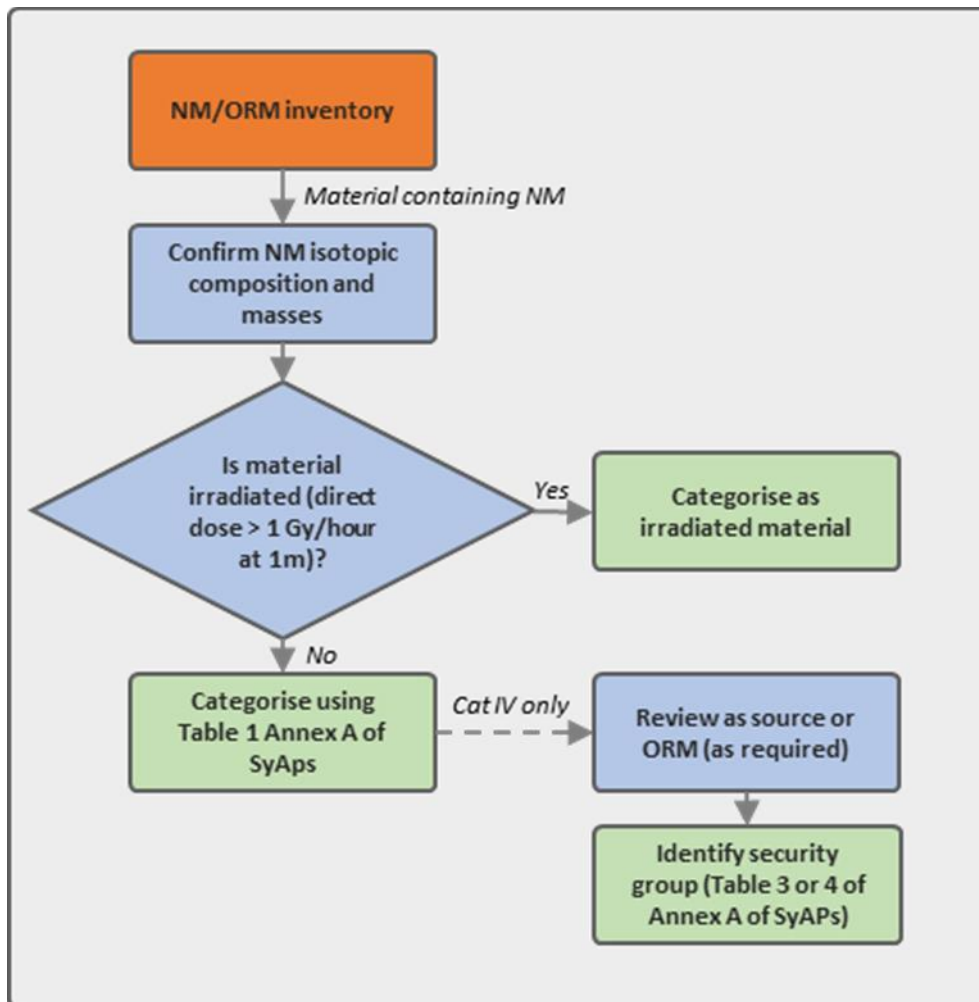 NM/ORM inventory
Material containing NM
Confirm NM isotopic
composition and
masses
Is material
irradiated (direct
dose > 1 Gy/hour
at 1m)?
Yes
Categorise as
irradiated material
No
Categorise using
Table 1 Annex A of
SyAps
Cat IV only
Review as source or
ORM (as required)
Identify security
group (Table 3 or 4 of
Annex A of SyAPs)